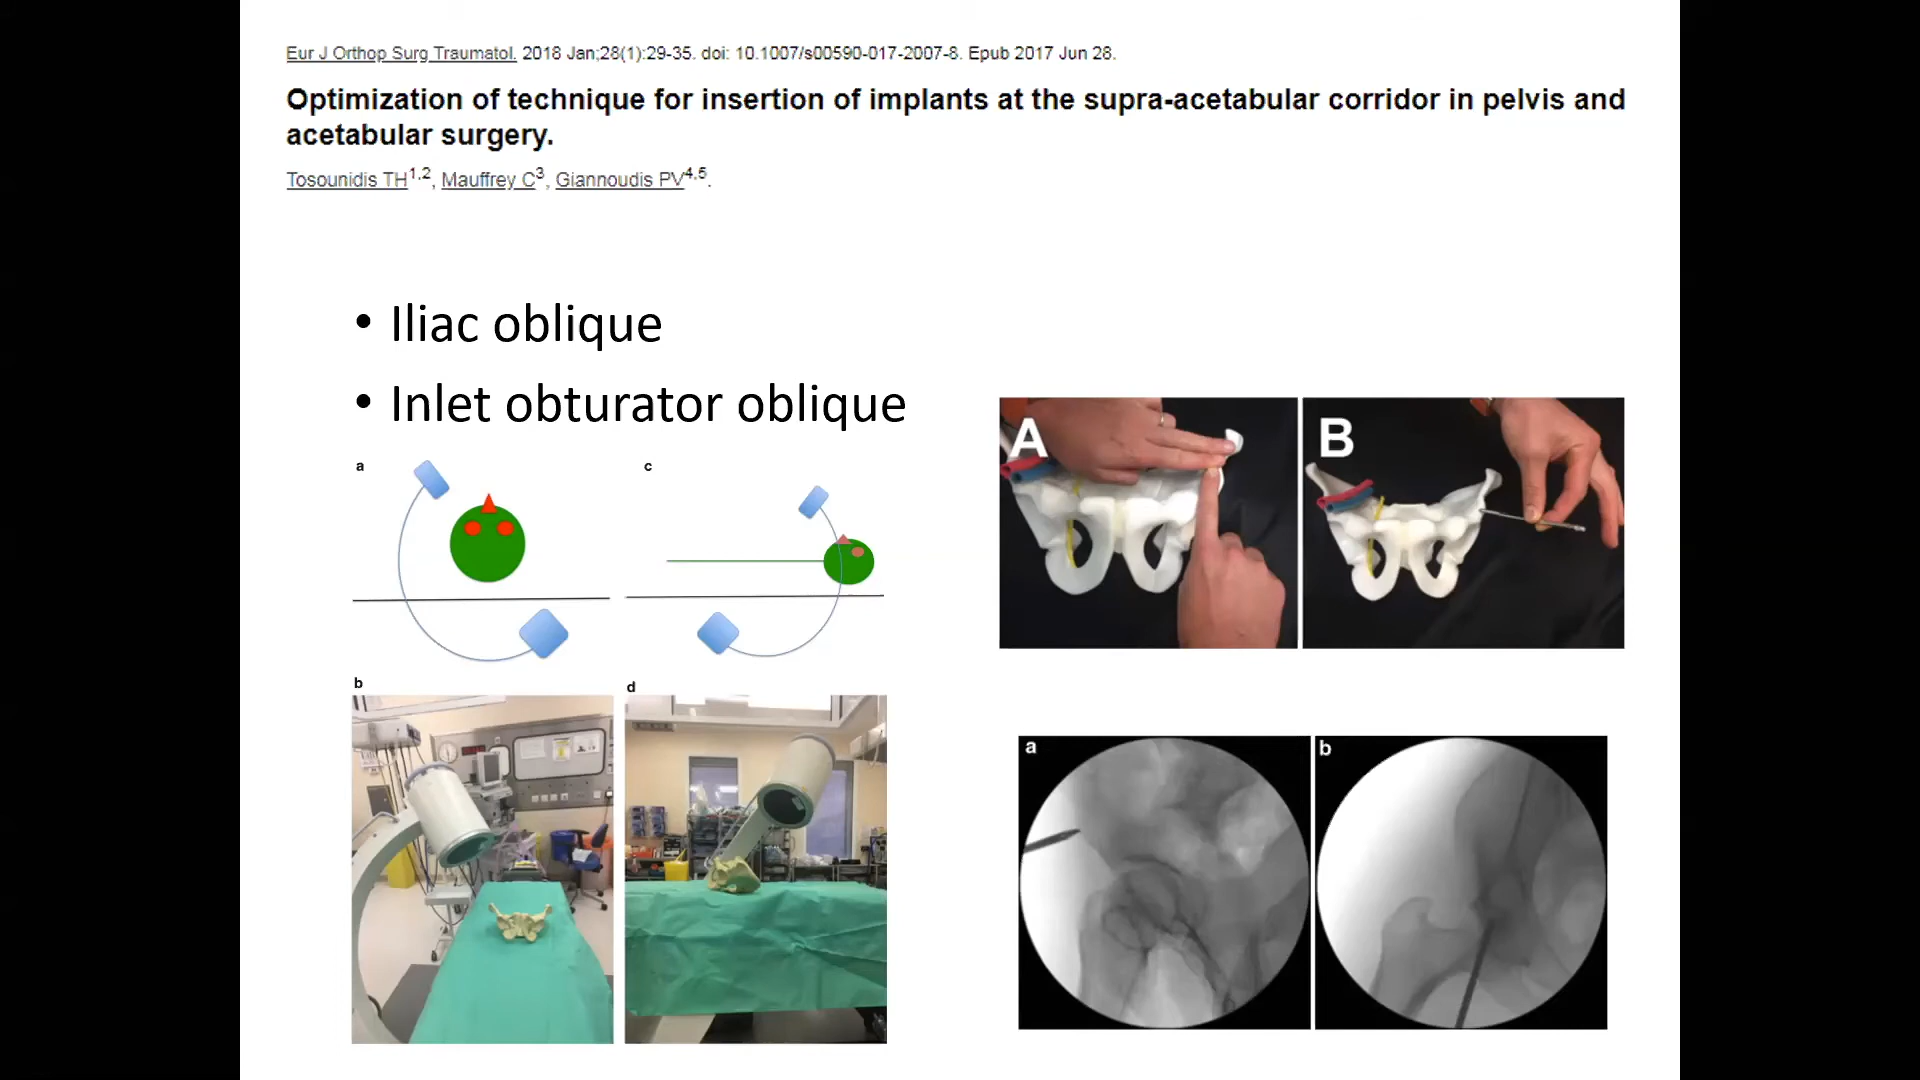 Eur J Orthop Surg Traumatol. 2018 Jan;28(1):29-35. doi: 10.1007/s00590-017-2007-8. Epub 2017 Jun 28.
Optimization of technique for insertion of implants at the supra-acetabular corridor in pelvis and
acetabular surgery.
Tosounidis TH1,2, Mauffrey C3, Giannoudis PV4,5.
• Iliac oblique
• Inlet obturator oblique
a
c
b
d
A
B
a
b